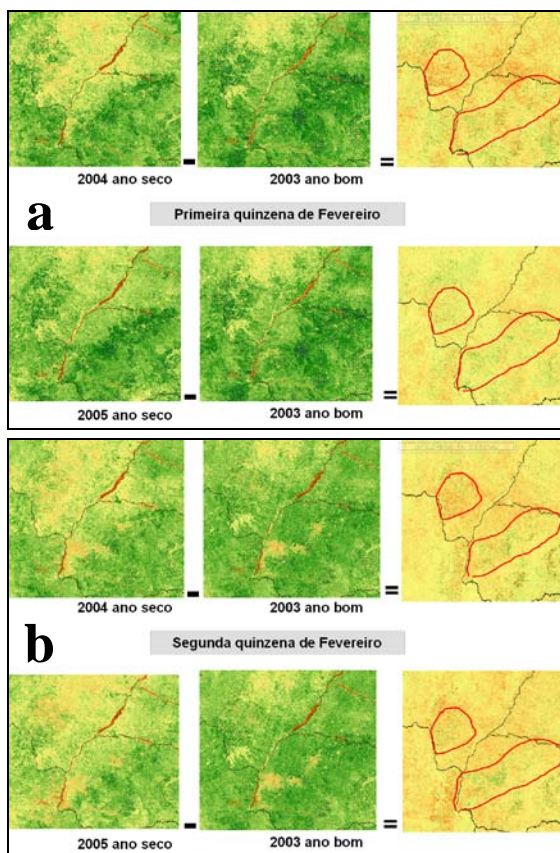 2004 ano seco - 2003 ano bom =
a
Primeira quinzena de Fevereiro
2005 ano seco - 2003 ano bom =
2004 ano seco - 2003 ano bom =
b
Segunda quinzena de Fevereiro
2005 ano seco - 2003 ano bom =